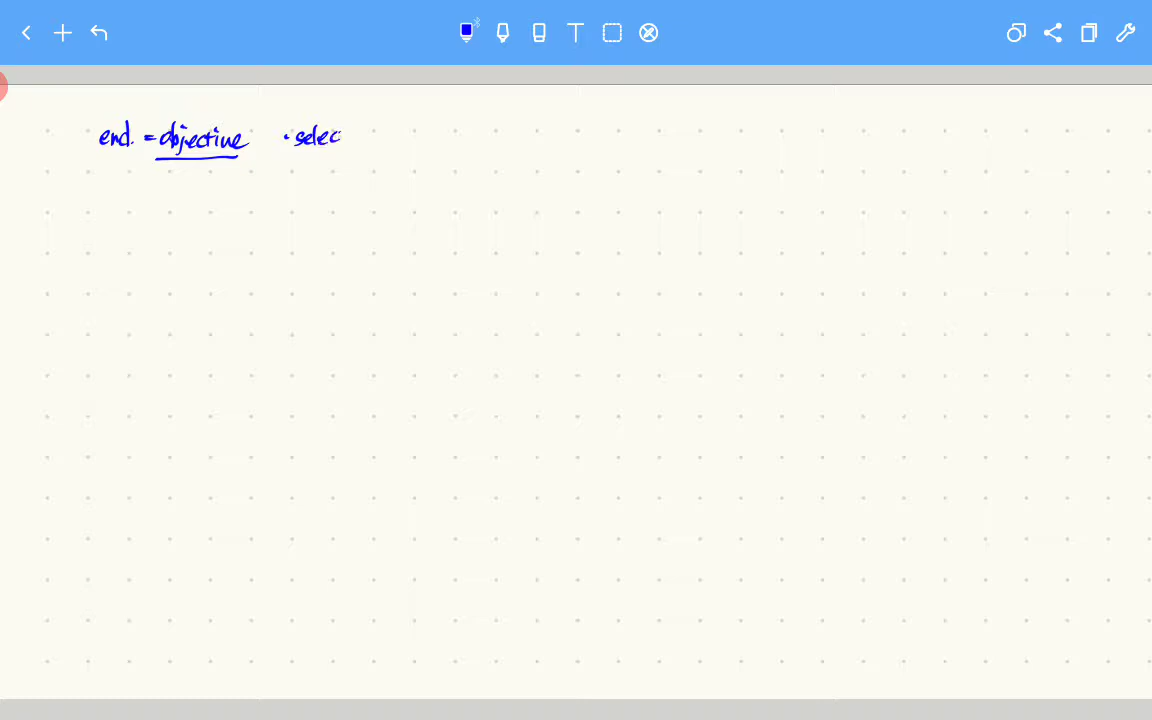 end. = objective · selec